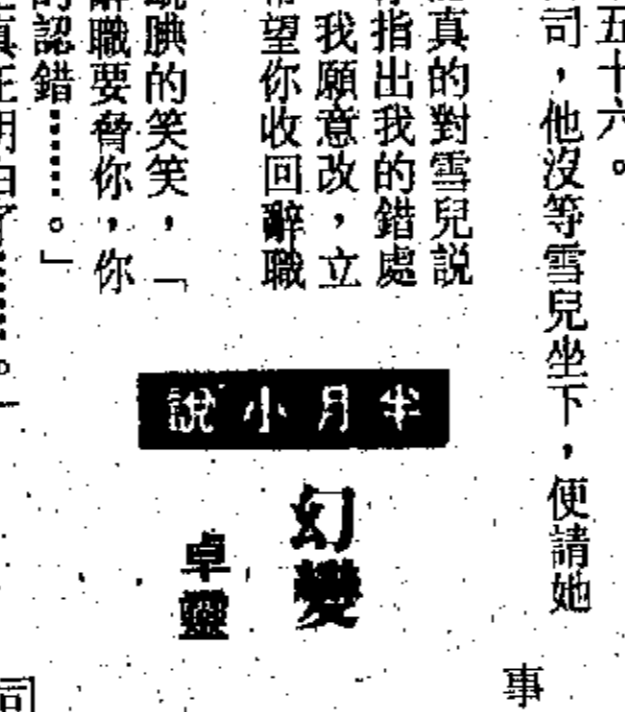 五十六。
司，他沒等雪兒坐下，便請她
事
真的對雪兒說
指出我的錯處
我願意改，立
望你收回辭職
半月小說
幻變
卓靈
腆的笑笑，「
辭職要脅你，你
認錯……。」